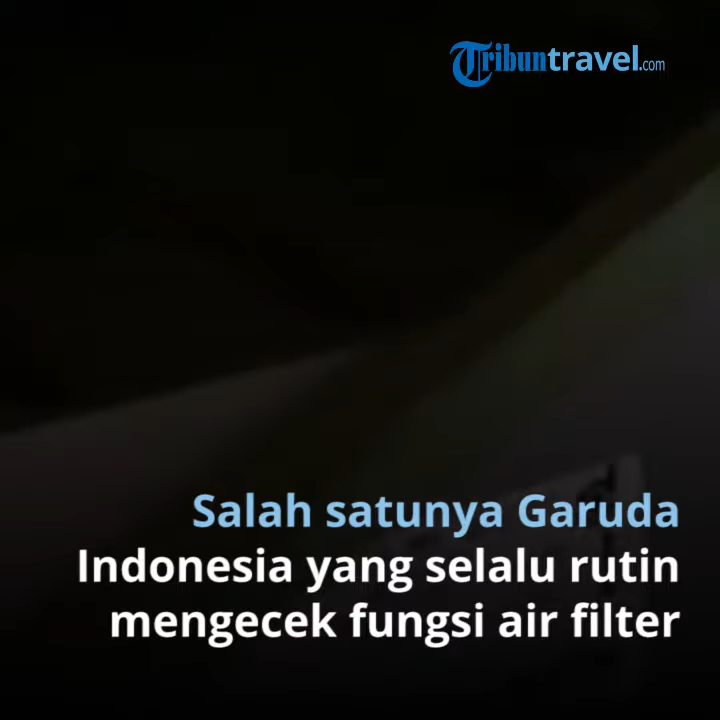 Tribuntravel.com
Salah satunya Garuda
Indonesia yang selalu rutin
mengecek fungsi air filter